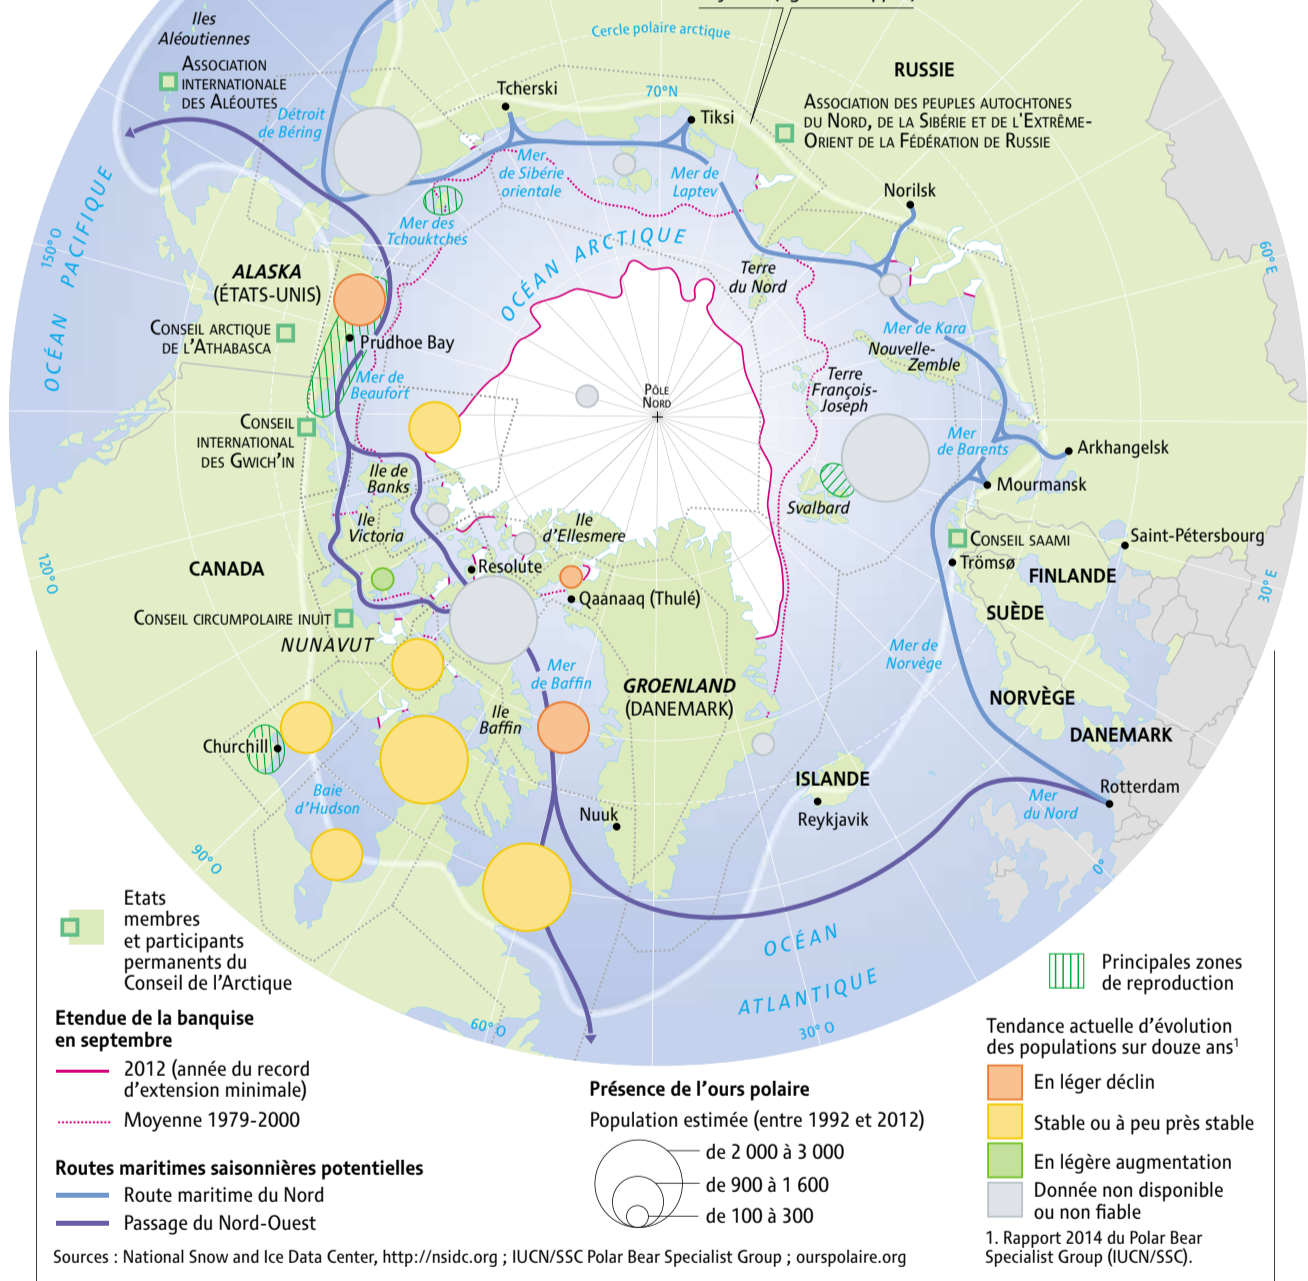 Iles
Aléoutiennes
ASSOCIATION
INTERNATIONALE
DES ALÉOUTES
Détroit
de Béring
Cercle polaire arctique
70°N
RUSSIE
ASSOCIATION DES PEUPLES AUTOCHTONES
DU NORD, DE LA SIBÉRIE ET DE L'EXTRÊME-
ORIENT DE LA FÉDÉRATION DE RUSSIE
Tcherski
Tiksi
Mer
de Sibérie
orientale
Mer de
Laptev
Norilsk
Mer des
Tchouktches
OCÉAN PACIFIQUE
150° O
60° E
OCÉAN ARCTIQUE
ALASKA
(ÉTATS-UNIS)
Terre
du Nord
CONSEIL ARCTIQUE
DE L'ATHABASCA
Prudhoe Bay
Mer de Kara
Nouvelle-
Zemble
Mer de
Beaufort
Terre
François-
Joseph
PÔLE
NORD
CONSEIL
INTERNATIONAL
DES GWICH'IN
Mer
de Barents
Arkhangelsk
Ile de
Banks
Mourmansk
Svalbard
Ile
Victoria
Ile
d'Ellesmere
CONSEIL SAAMI
Saint-Pétersbourg
120° O
CANADA
Resolute
Trömsø
FINLANDE
30° E
Qaanaaq (Thulé)
SUÈDE
CONSEIL CIRCUMPOLAIRE INUIT
NUNAVUT
Mer de
Norvège
Mer
de Baffin
GROENLAND
(DANEMARK)
NORVÈGE
Ile
Baffin
DANEMARK
Churchill
ISLANDE
Rotterdam
Baie
d'Hudson
Nuuk
Reykjavik
Mer
du Nord
90° O
0°
OCÉAN
ATLANTIQUE
60° O
30° O
Etats
membres
et participants
permanents du
Conseil de l'Arctique
Etendue de la banquise
en septembre
2012 (année du record
d'extension minimale)
Moyenne 1979-2000
Routes maritimes saisonnières potentielles
Route maritime du Nord
Passage du Nord-Ouest
Présence de l'ours polaire
Population estimée (entre 1992 et 2012)
de 2 000 à 3 000
de 900 à 1 600
de 100 à 300
Principales zones
de reproduction
Tendance actuelle d'évolution
des populations sur douze ans¹
En léger déclin
Stable ou à peu près stable
En légère augmentation
Donnée non disponible
ou non fiable
1. Rapport 2014 du Polar Bear
Specialist Group (IUCN/SSC).
Sources : National Snow and Ice Data Center, http://nsidc.org ; IUCN/SSC Polar Bear Specialist Group ; ourspolaire.org